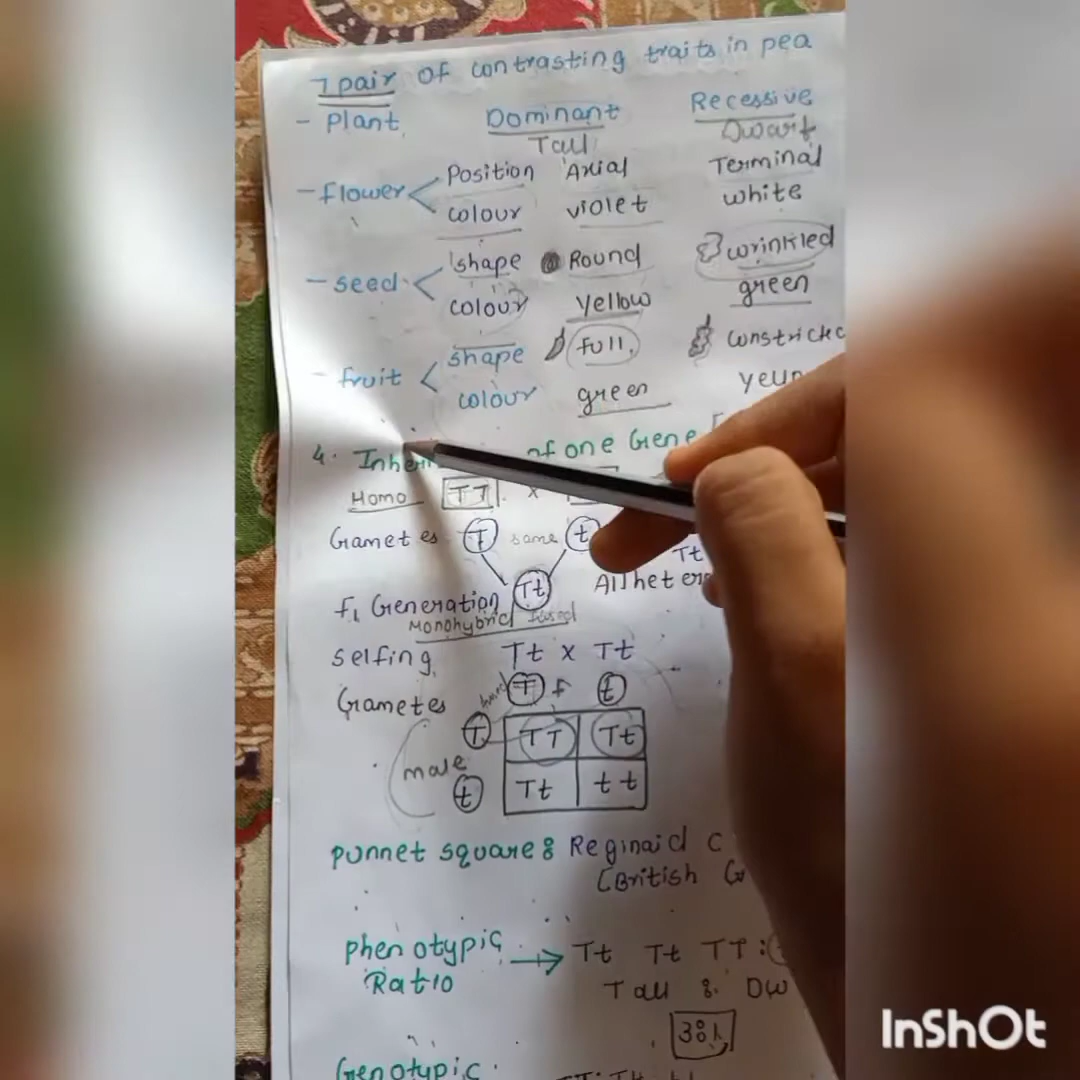 7 pair of contrasting traits in pea
- Plant Dominant Recessive
Tall Dwarf
- flower Position Axial Terminal
colour violet white
- seed shape Round wrinkled
colour yellow green
- fruit shape full, constricte
colour green
4. of one Gene
Homo TT x
Gametes T same t
Tt
f1 Generation Tt
Monohybrid
selfing Tt x Tt
Gametes T f t
T TT Tt
male
t Tt tt
punnet square: Reginald C
(British G
phenotypic Ratio → Tt Tt TT :
Tall : Dw
3:1
Genotypic
InShOt